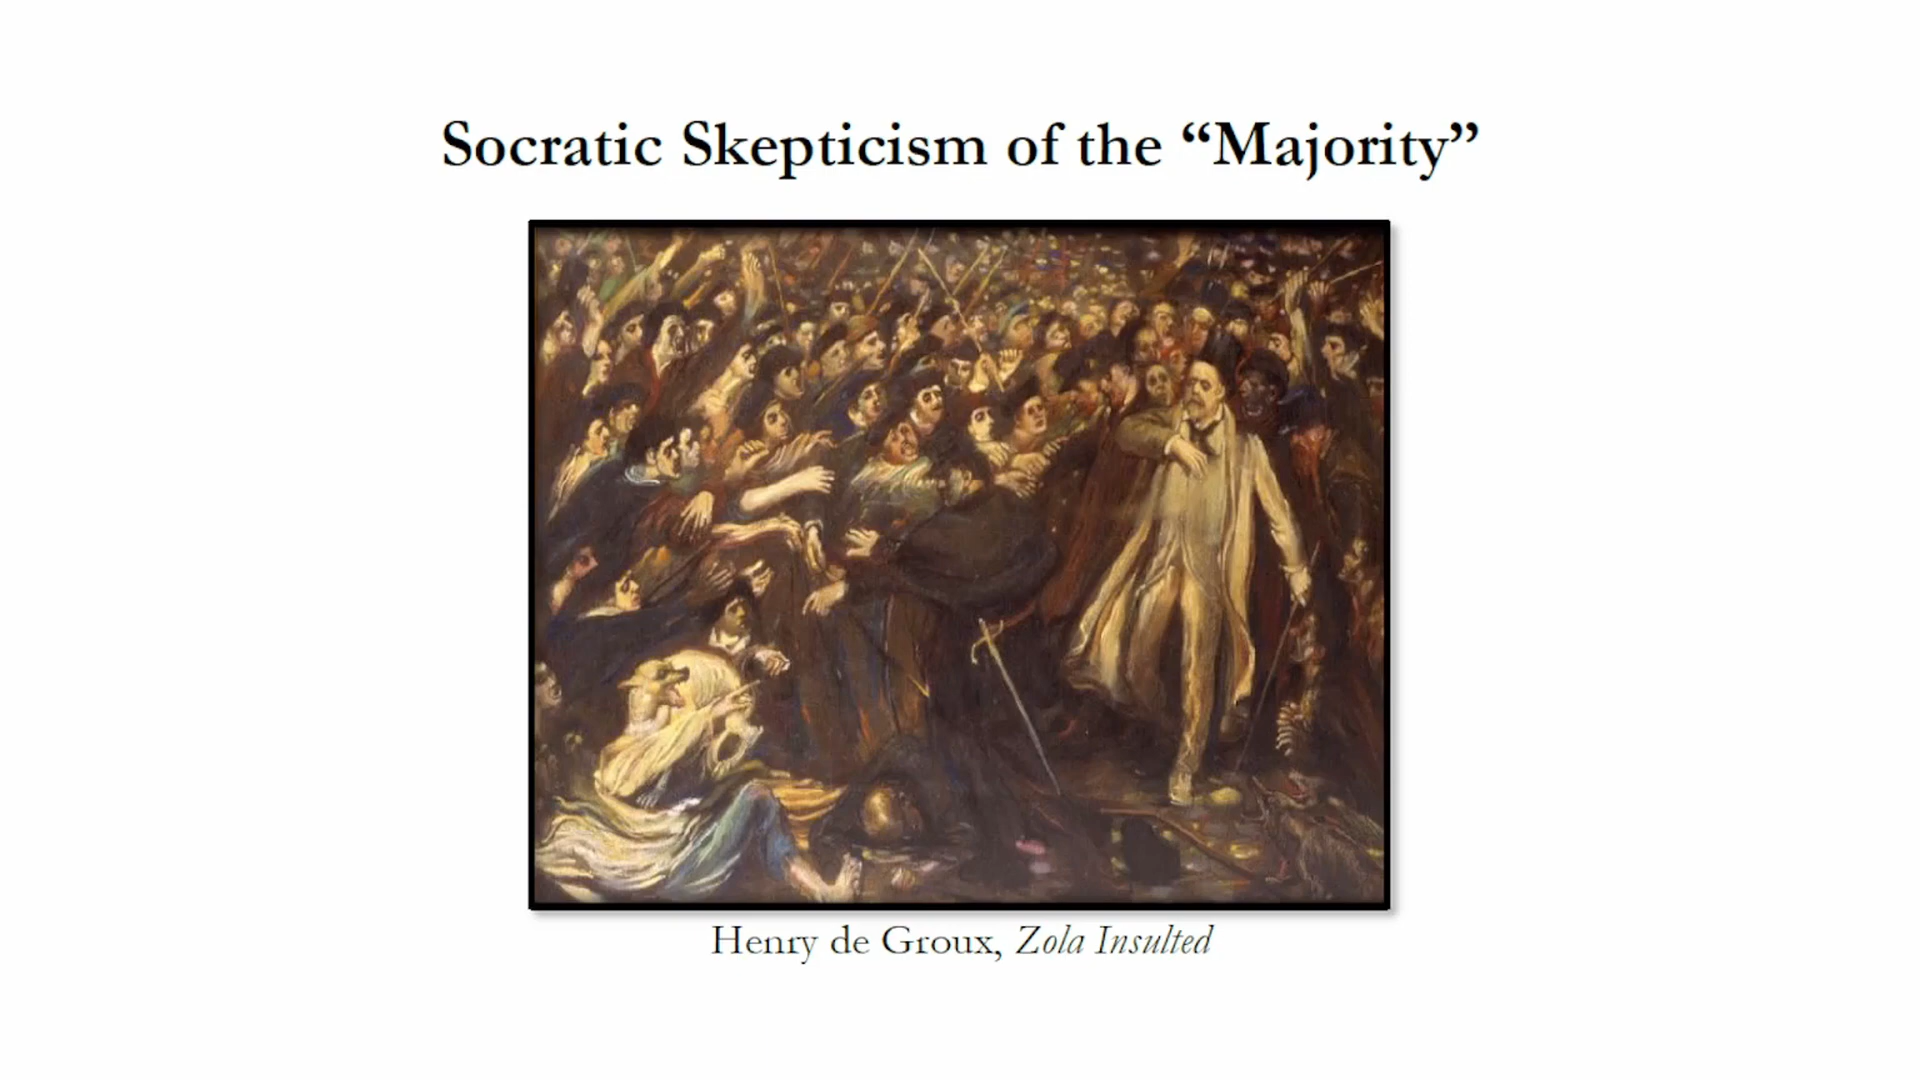 Socratic Skepticism of the “Majority”
Henry de Groux, Zola Insulted